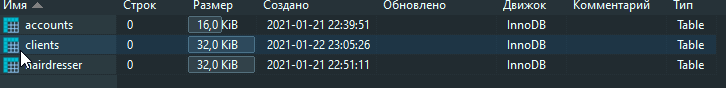 Имя Строк Размер Создано Обновлено Движок Комментарий Тип
accounts 0 16,0 KiB 2021-01-21 22:39:51 InnoDB Table
clients 0 32,0 KiB 2021-01-22 23:05:26 InnoDB Table
hairdresser 0 32,0 KiB 2021-01-21 22:51:11 InnoDB Table